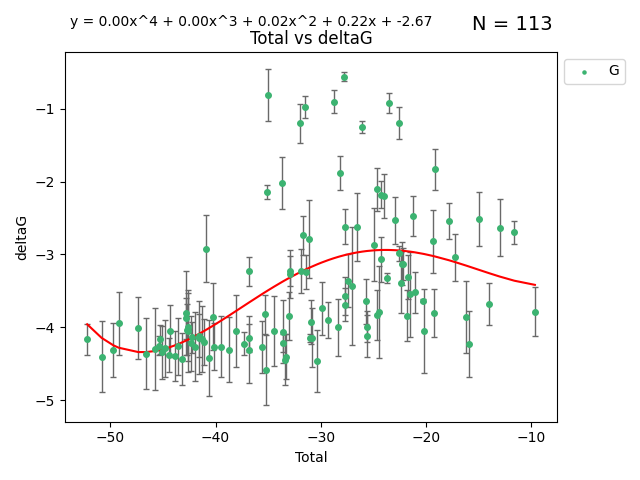 y = 0.00x^4 + 0.00x^3 + 0.02x^2 + 0.22x + -2.67
N = 113
Total vs deltaG
G
deltaG
−1
−2
−3
−4
−5
−50 −40 −30 −20 −10
Total